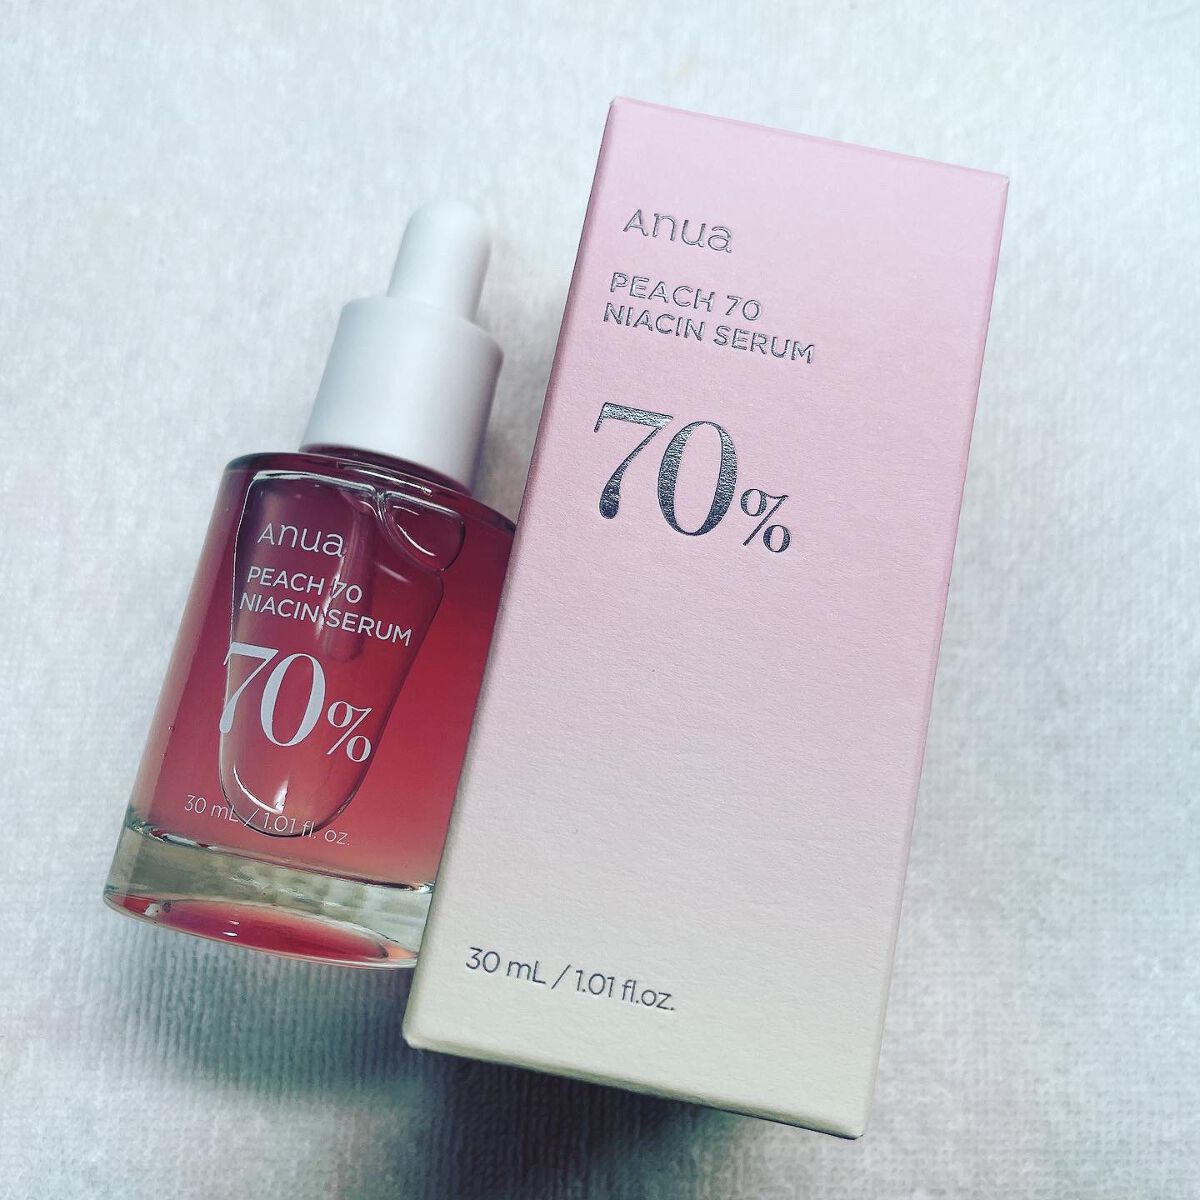 Anua
PEACH 70
NIACIN SERUM
70%
30 mL / 1.01 fl. oz.
Anua
PEACH 70
NIACIN SERUM
70%
30 mL / 1.01 fl.oz.